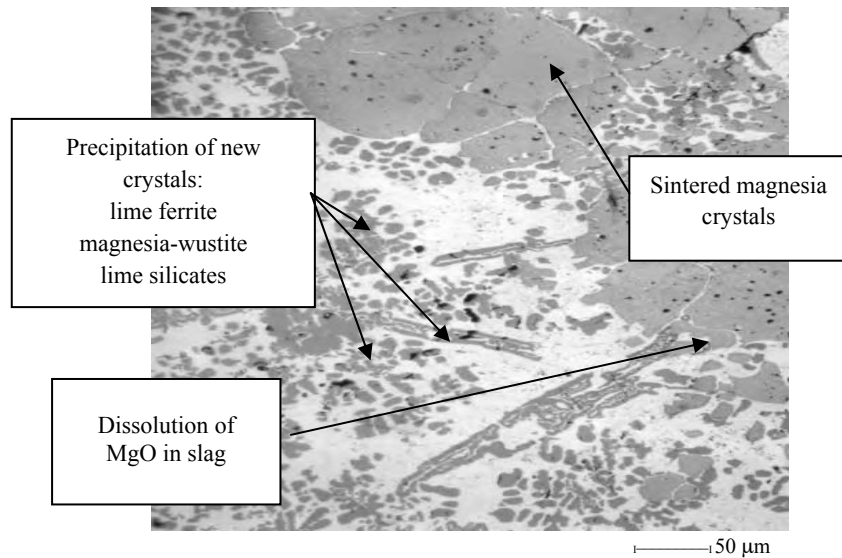 Precipitation of new
crystals:
lime ferrite
magnesia-wustite
lime silicates
Sintered magnesia
crystals
Dissolution of
MgO in slag
50 μm